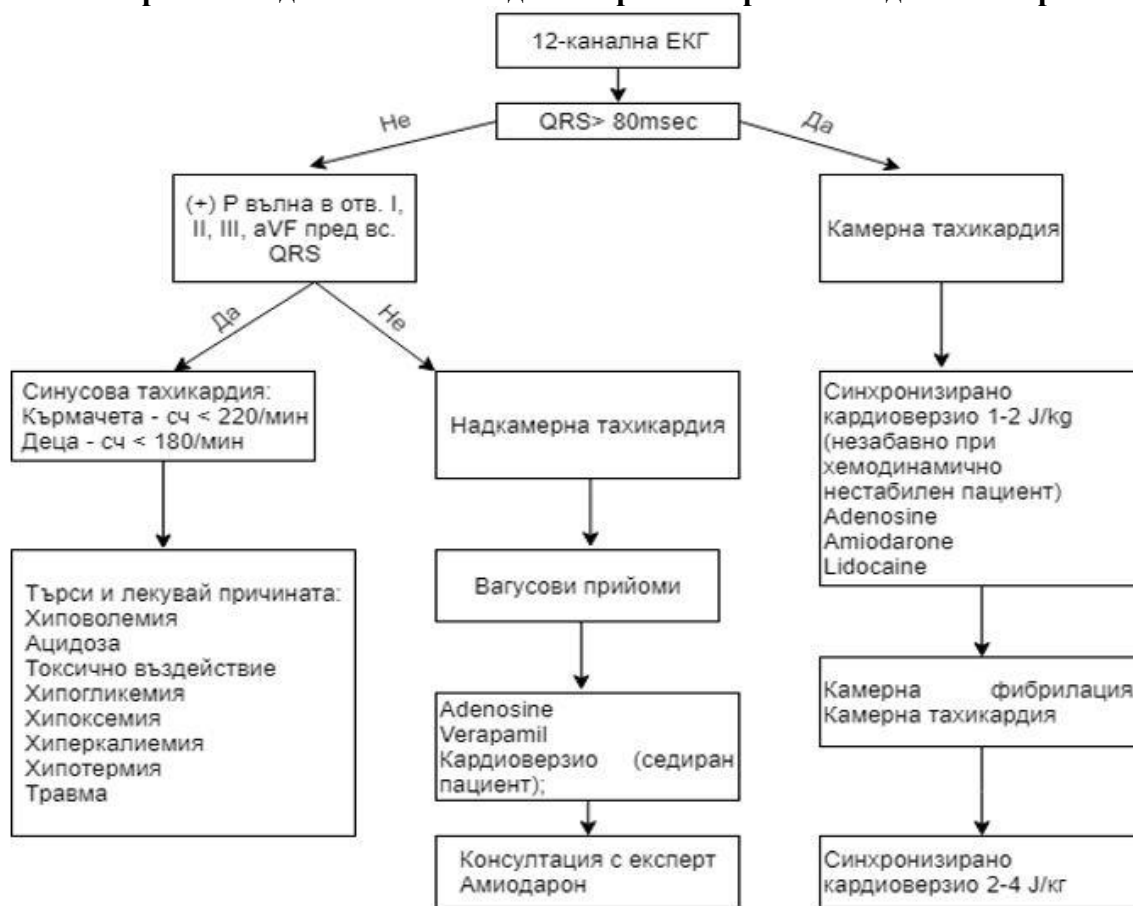 12-канална ЕКГ
QRS> 80msec
Не
Да
(+) P вълна в отв. I,
II, III, aVF пред вс.
QRS
Камерна тахикардия
Да
Не
Синусова тахикардия:
Кърмачета - сч < 220/мин
Деца - сч < 180/мин
Надкамерна тахикардия
Синхронизирано
кардиоверзио 1-2 J/kg
(незабавно при
хемодинамично
нестабилен пациент)
Adenosine
Amiodarone
Lidocaine
Търси и лекувай причината:
Хиповолемия
Ацидоза
Токсично въздействие
Хипогликемия
Хипоксемия
Хиперкалиемия
Хипотермия
Травма
Вагусови прийоми
Adenosine
Verapamil
Кардиоверзио (седиран
пациент);
Камерна фибрилация
Камерна тахикардия
Консултация с експерт
Амиодарон
Синхронизирано
кардиоверзио 2-4 J/кг